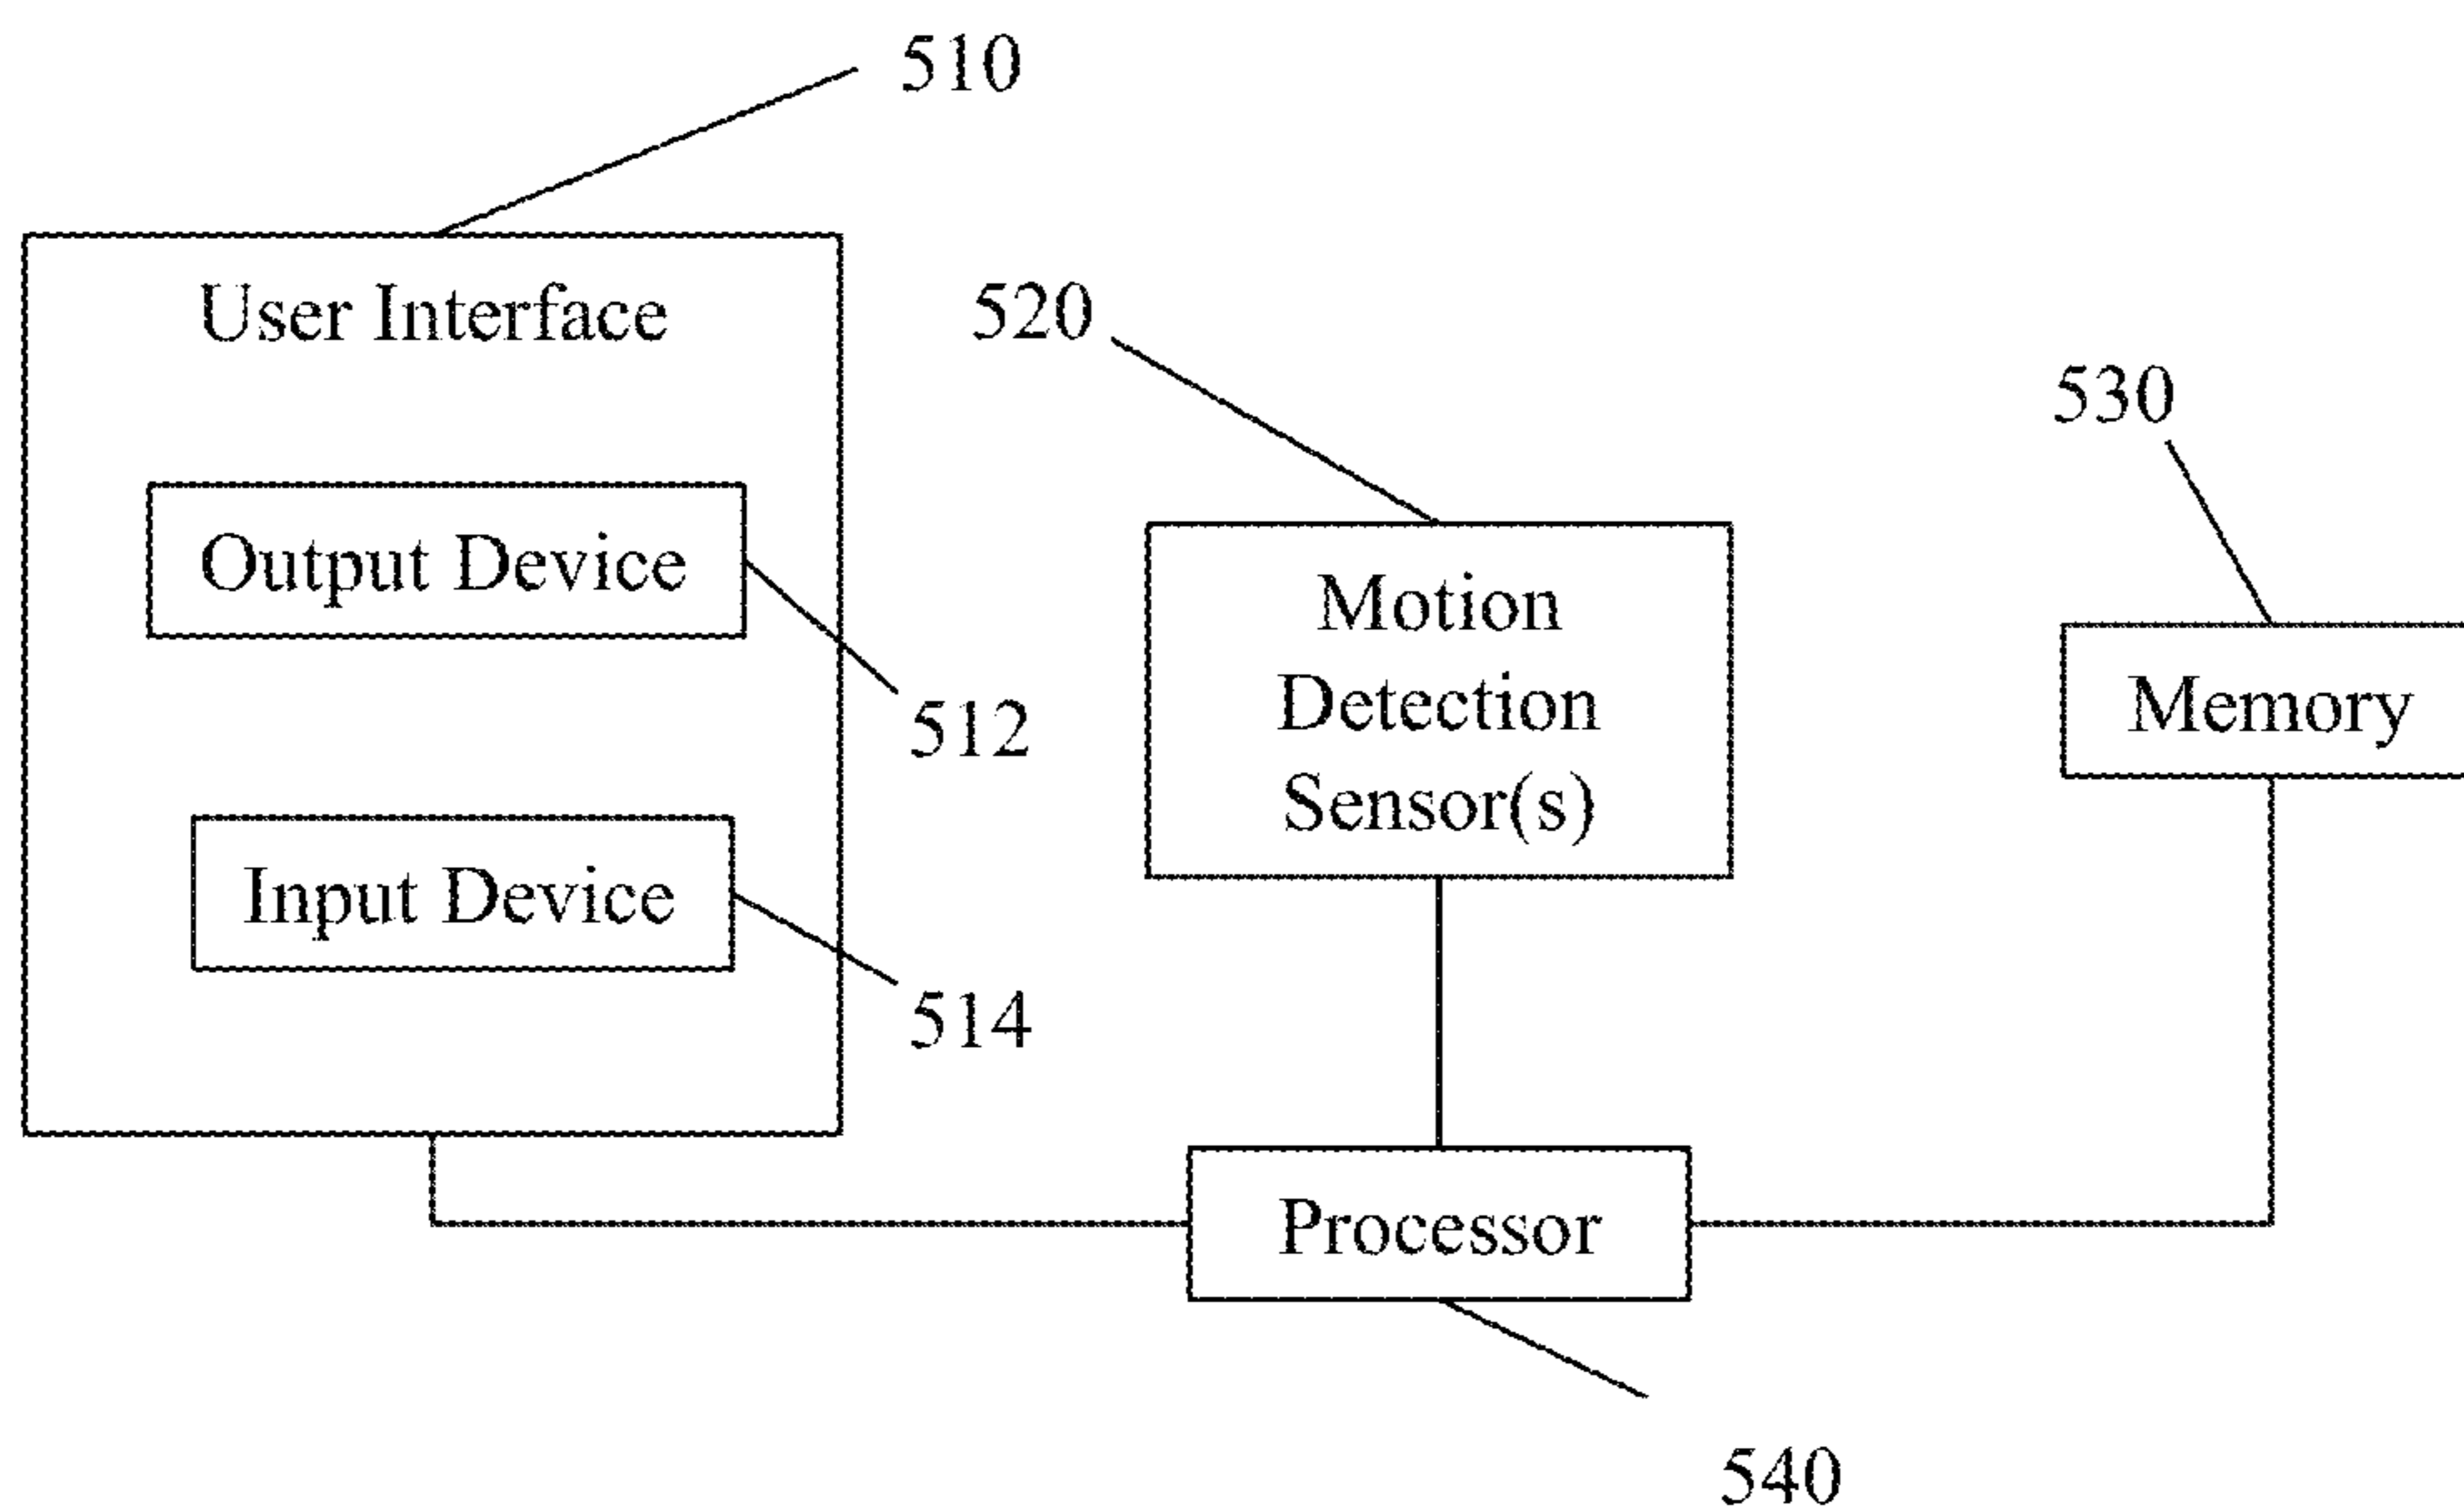 510
User Interface
520
530
Output Device
Motion
Detection
Sensor(s)
Memory
512
Input Device
514
Processor
540